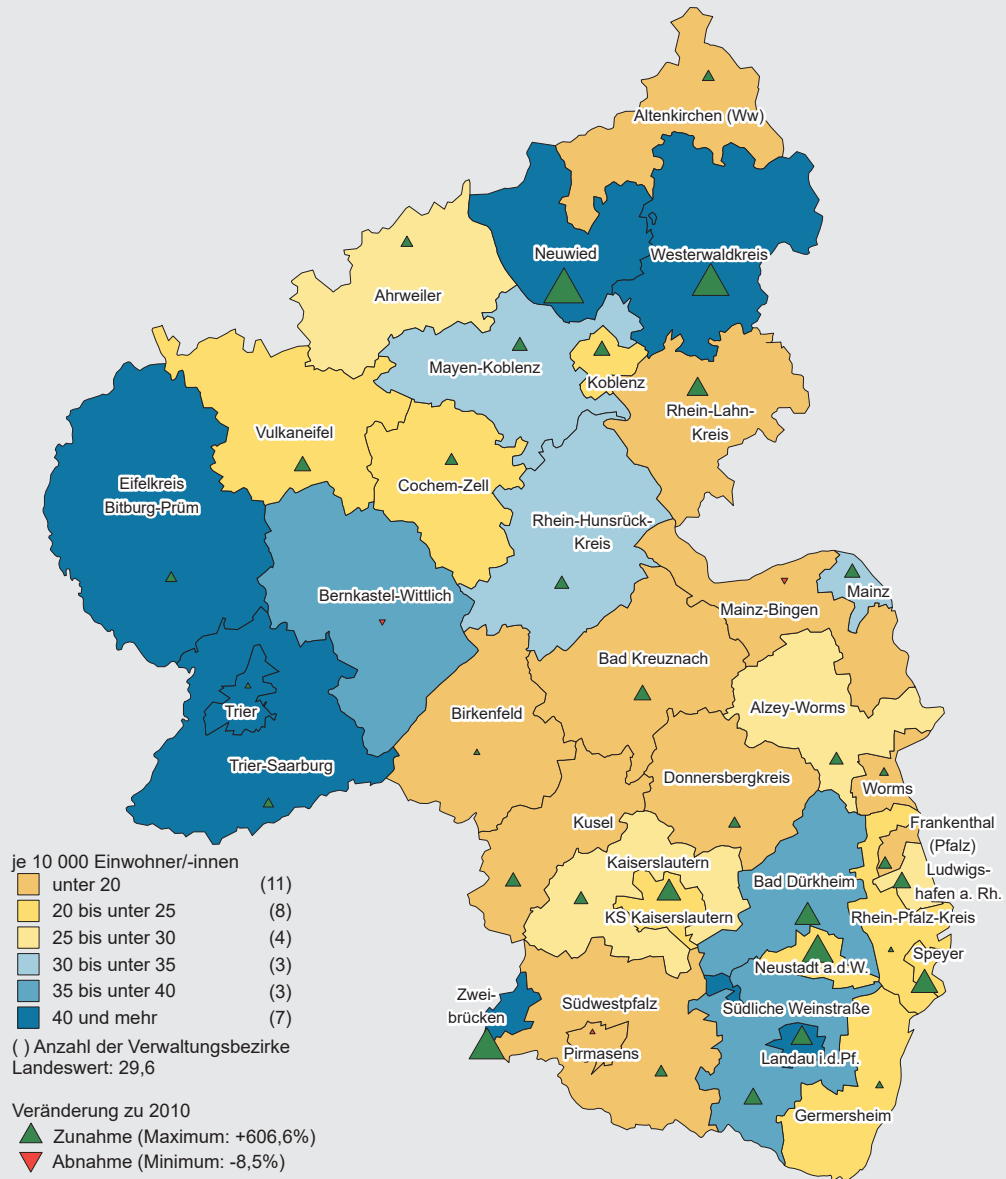 Altenkirchen (Ww)
Neuwied
Westerwaldkreis
Ahrweiler
Mayen-Koblenz
Koblenz
Rhein-Lahn-
Kreis
Vulkaneifel
Cochem-Zell
Eifelkreis
Bitburg-Prüm
Rhein-Hunsrück-
Kreis
Bernkastel-Wittlich
Mainz
Mainz-Bingen
Bad Kreuznach
Alzey-Worms
Birkenfeld
Trier
Trier-Saarburg
Donnersbergkreis
Worms
Kusel
Frankenthal
(Pfalz)
Ludwigs-
hafen a. Rh.
Kaiserslautern
Bad Dürkheim
KS Kaiserslautern
Rhein-Pfalz-Kreis
Speyer
Neustadt a.d.W.
Zwei-
brücken
Südwestpfalz
Südliche Weinstraße
Pirmasens
Landau i.d.Pf.
Germersheim
je 10 000 Einwohner/-innen
unter 20 (11)
20 bis unter 25 (8)
25 bis unter 30 (4)
30 bis unter 35 (3)
35 bis unter 40 (3)
40 und mehr (7)
( ) Anzahl der Verwaltungsbezirke
Landeswert: 29,6
Veränderung zu 2010
Zunahme (Maximum: +606,6%)
Abnahme (Minimum: -8,5%)